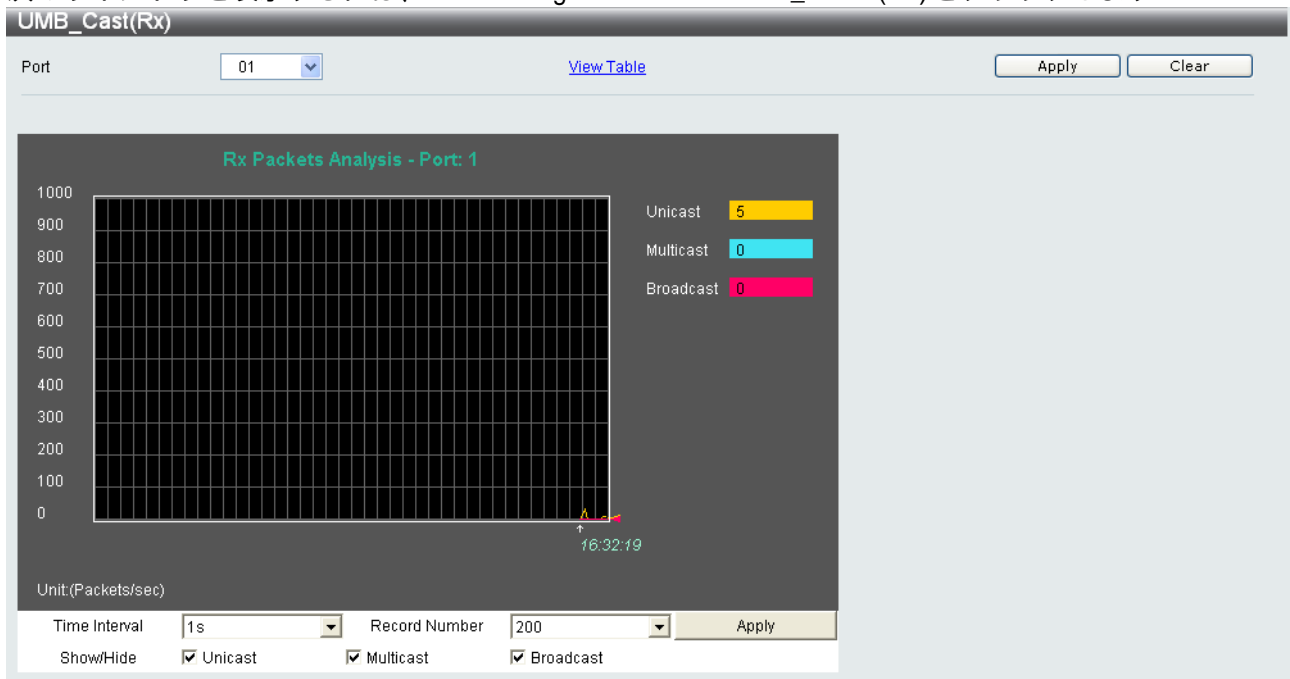 UMB_Cast(Rx)
Port 01 View Table Apply Clear
Rx Packets Analysis - Port: 1
1000
900
800
700
600
500
400
300
200
100
0
Unicast 5
Multicast 0
Broadcast 0
16:32:19
Unit:(Packets/sec)
Time Interval 1s Record Number 200 Apply
Show/Hide Unicast Multicast Broadcast